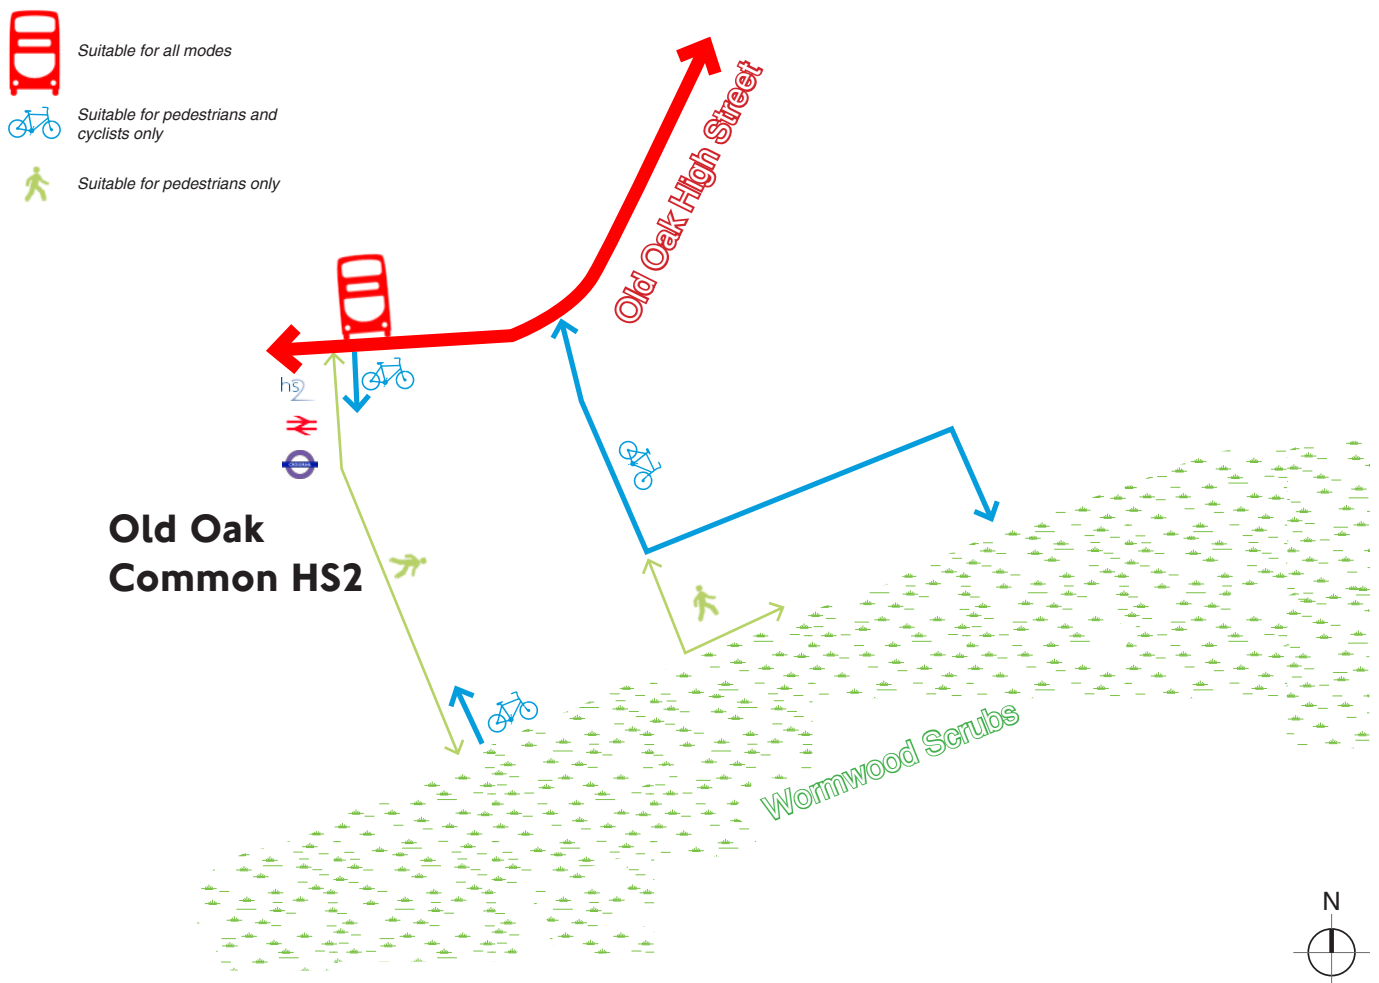 Suitable for all modes
Suitable for pedestrians and
cyclists only
Suitable for pedestrians only
Old Oak High Street
hs2
Old Oak
Common HS2
Wormwood Scrubs
N